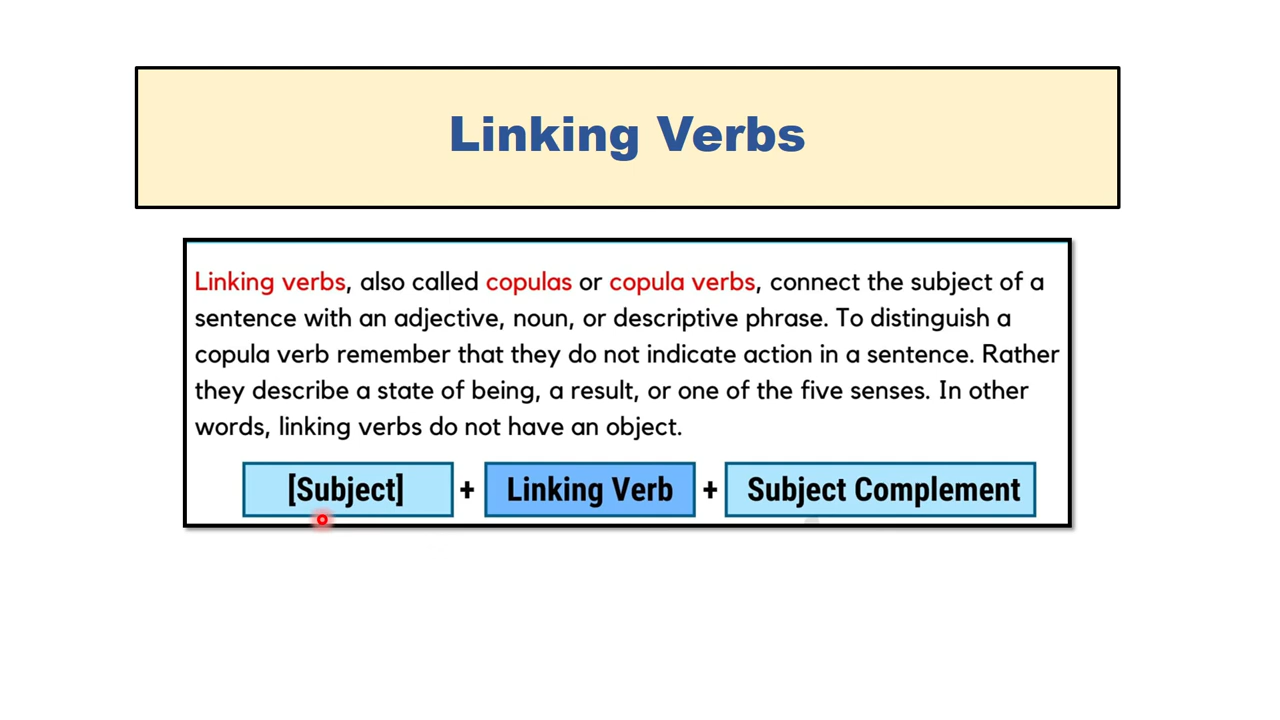 Linking Verbs
Linking verbs, also called copulas or copula verbs, connect the subject of a
sentence with an adjective, noun, or descriptive phrase. To distinguish a
copula verb remember that they do not indicate action in a sentence. Rather
they describe a state of being, a result, or one of the five senses. In other
words, linking verbs do not have an object.
[Subject] + Linking Verb + Subject Complement